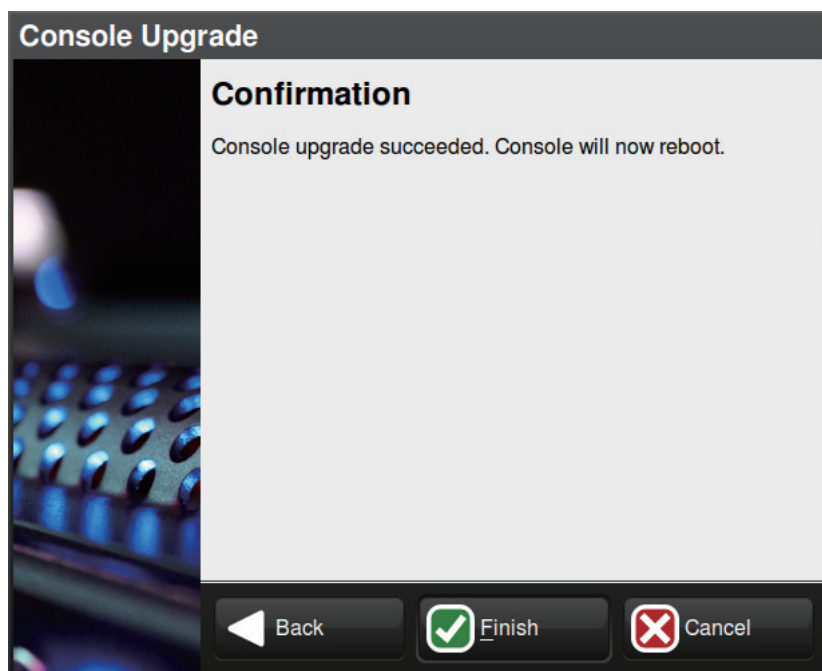 Console Upgrade
Confirmation
Console upgrade succeeded. Console will now reboot.
Back
Finish
Cancel